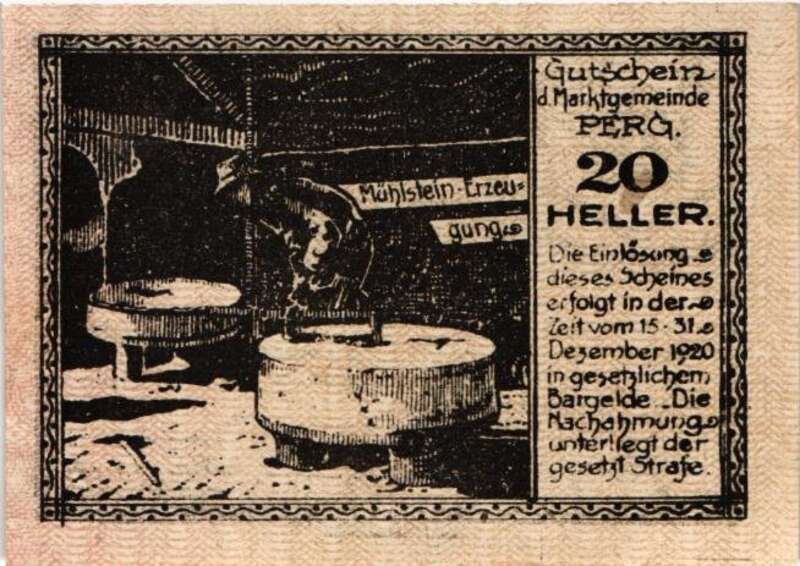 Mühlstein-Erzeu=
gung
Gutschein
d. Marktgemeinde
PERG.
20
HELLER.
Die Einlösung
dieses Scheines
erfolgt in der
Zeit vom 15-31.
Dezember 1920
in gesetzlichem
Bargelde. Die
Nachahmung
unterliegt der
gesetzl Strafe.